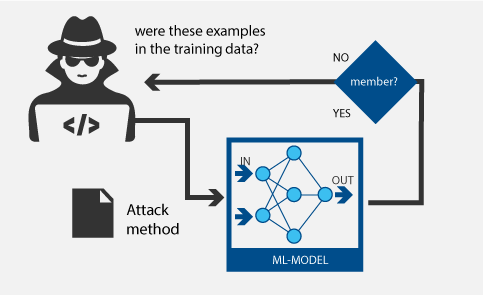 were these examples
in the training data?
NO
member?
YES
</>
IN
OUT
Attack
method
ML-MODEL